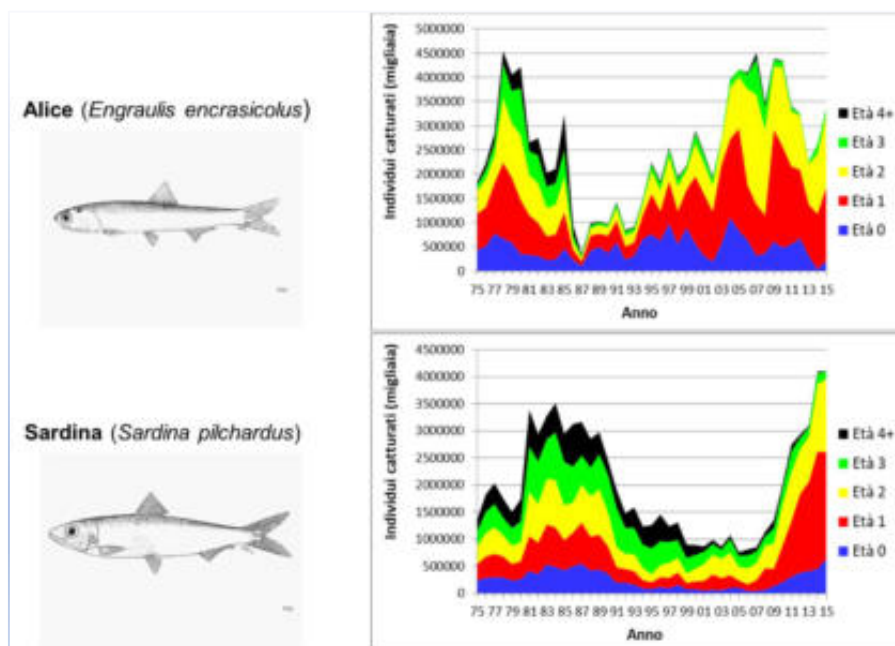 Alice (Engraulis encrasicolus)
Individui catturati (migliaia)
5000000
4500000
4000000
3500000
3000000
2500000
2000000
1500000
1000000
500000
0
75 77 79 81 83 85 87 89 91 93 95 97 99 01 03 05 07 09 11 13 15
Anno
Età 4+
Età 3
Età 2
Età 1
Età 0
Sardina (Sardina pilchardus)
Individui catturati (migliaia)
4500000
4000000
3500000
3000000
2500000
2000000
1500000
1000000
500000
0
75 77 79 81 83 85 87 89 91 93 95 97 99 01 03 05 07 09 11 13 15
Anno
Età 4+
Età 3
Età 2
Età 1
Età 0